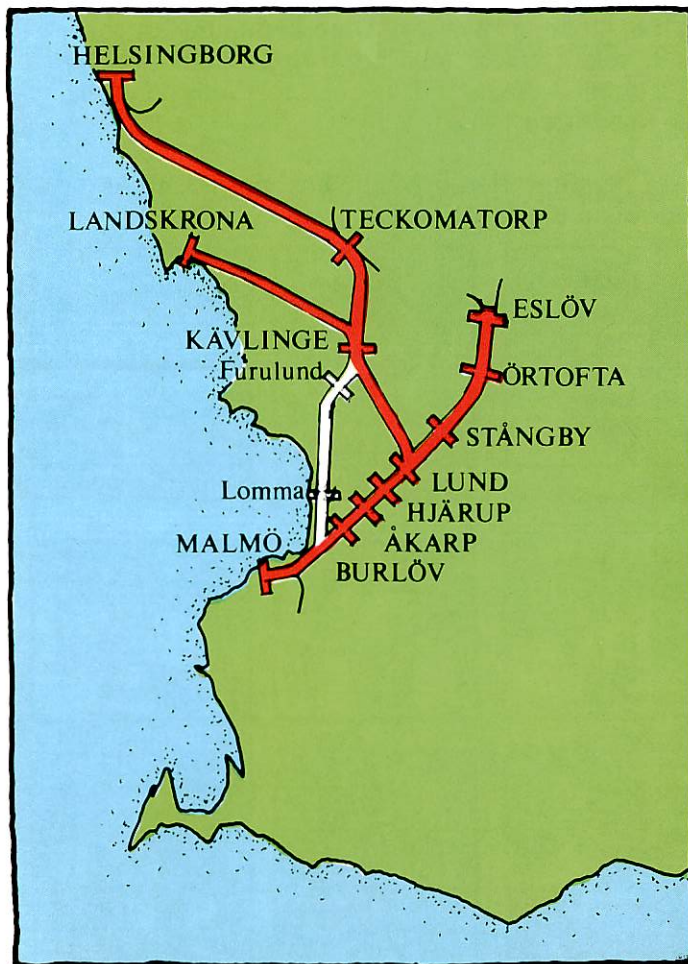 HELSINGBORG
LANDSKRONA
TECKOMATORP
ESLÖV
KÄVLINGE
Furulund
ÖRTOFTA
STÅNGBY
LUND
Lomma
HJÄRUP
MALMÖ
ÅKARP
BURLÖV